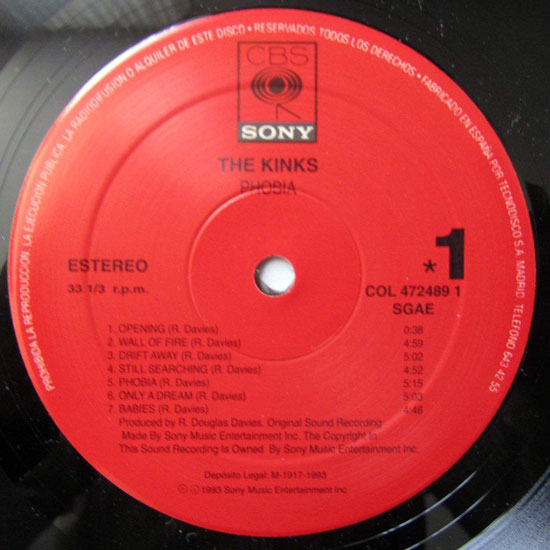 PROHIBIDA LA REPRODUCCION LA EJECUCION PUBLICA LA RADIODIFUSION O ALQUILER DE ESTE DISCO • RESERVADOS TODOS LOS DERECHOS • FABRICADO EN ESPAÑA POR TECNODISCO S.A. MADRID. TELEFONO 643 42 55
CBS
SONY
THE KINKS
PHOBIA
ESTEREO
33 1/3 r.p.m.
*1
COL 472489 1
SGAE
1. OPENING (R. Davies) 0:38
2. WALL OF FIRE (R. Davies) 4:59
3. DRIFT AWAY (R. Davies) 5:02
4. STILL SEARCHING (R. Davies) 4:52
5. PHOBIA (R. Davies) 5:15
6. ONLY A DREAM (R. Davies) 5:03
7. BABIES (R. Davies) 4:46
Produced by R. Douglas Davies. Original Sound Recording
Made By Sony Music Entertainment Inc. The Copyright In
This Sound Recording Is Owned By Sony Music Entertainment Inc.
Depósito Legal: M-1917-1993
℗ © 1993 Sony Music Entertainment Inc